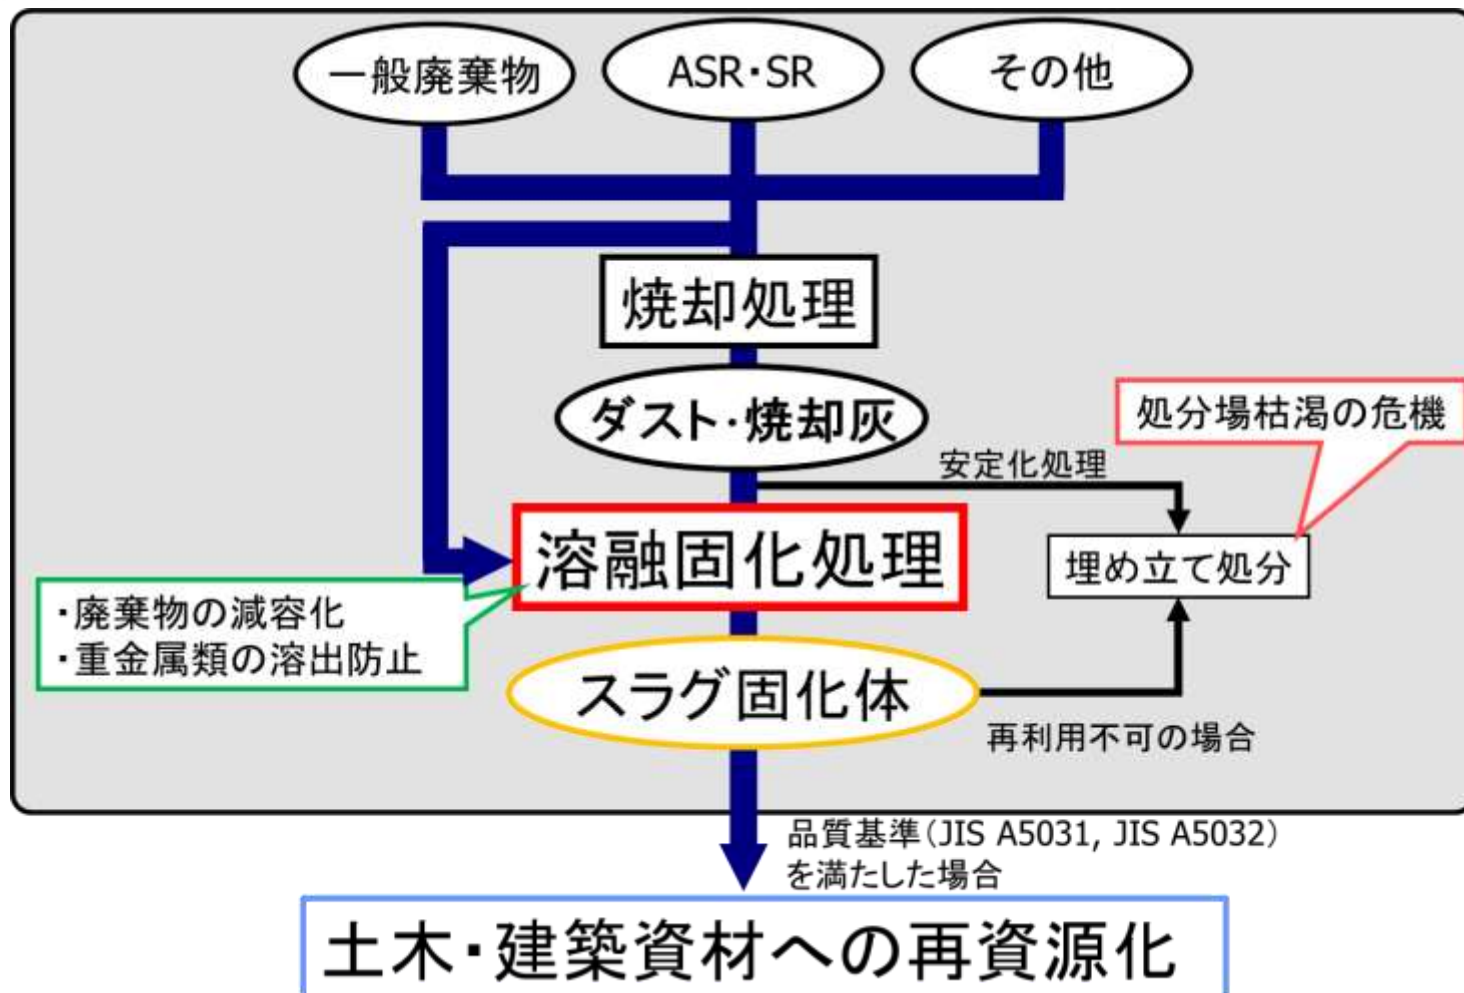 一般廃棄物
ASR・SR
その他
焼却処理
ダスト・焼却灰
処分場枯渇の危機
安定化処理
溶融固化処理
埋め立て処分
・廃棄物の減容化
・重金属類の溶出防止
スラグ固化体
再利用不可の場合
品質基準（JIS A5031, JIS A5032）
を満たした場合
土木・建築資材への再資源化